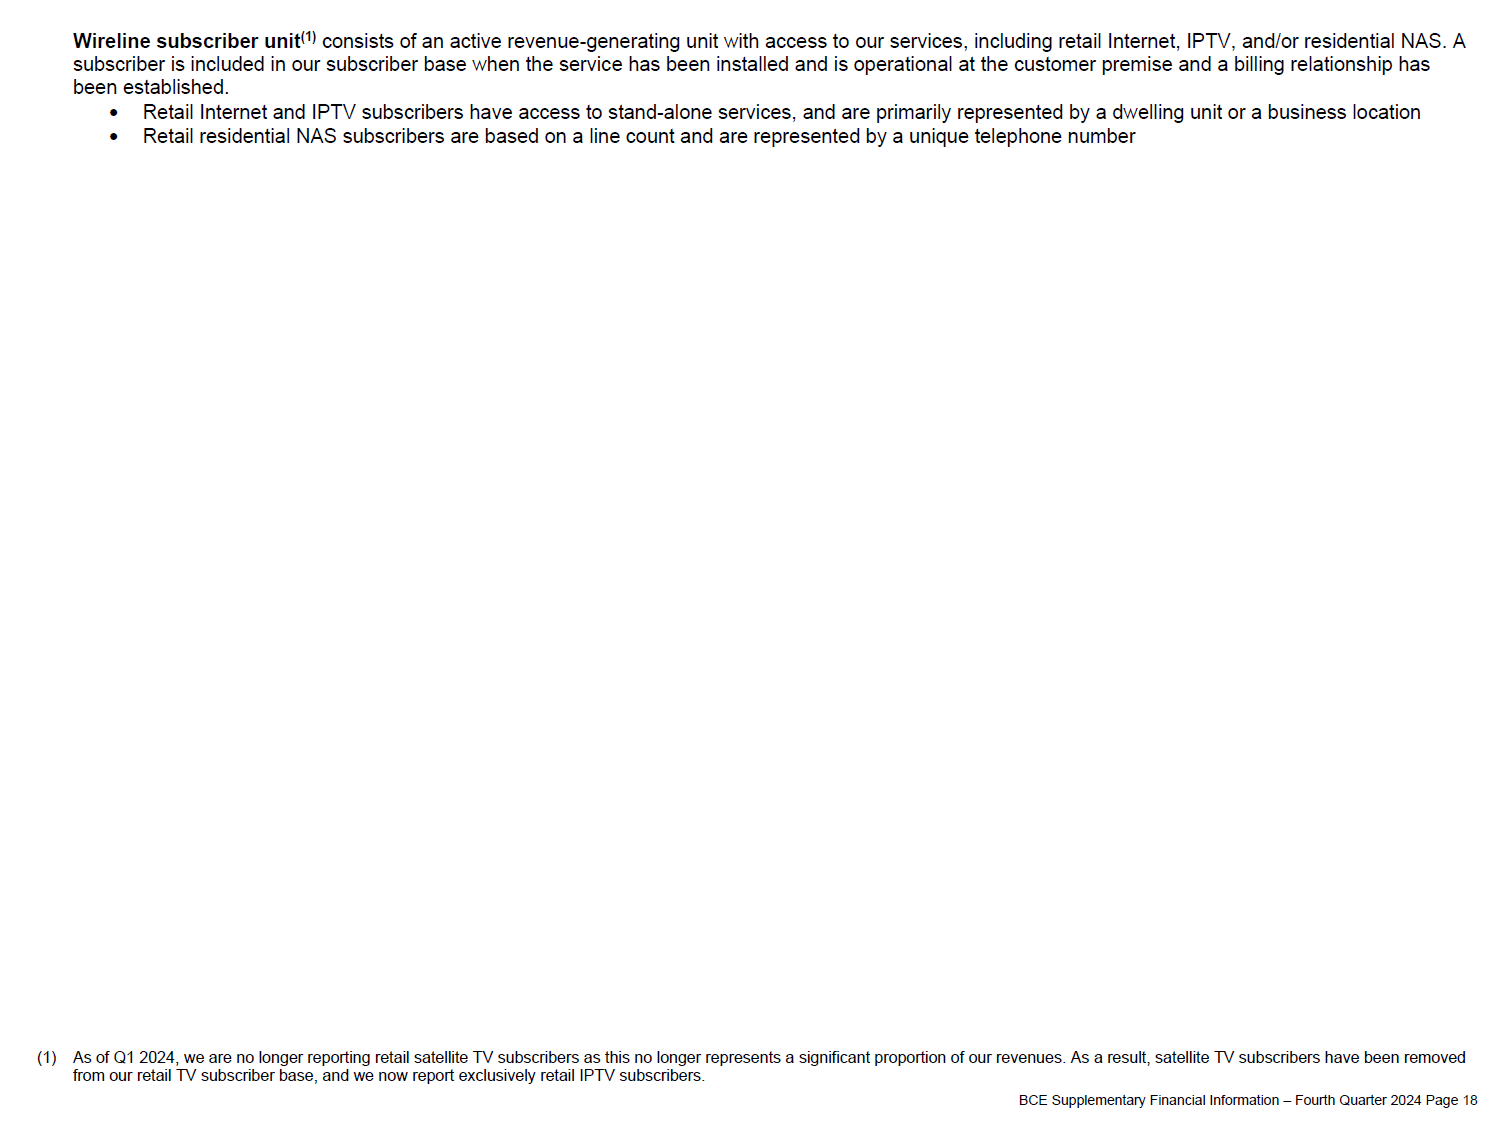 Wireline subscriber unit(1) consists of an active revenue-generating unit with access to our services, including retail Internet, IPTV, and/or residential NAS. A
subscriber is included in our subscriber base when the service has been installed and is operational at the customer premise and a billing relationship has
been established.
• Retail Internet and IPTV subscribers have access to stand-alone services, and are primarily represented by a dwelling unit or a business location
• Retail residential NAS subscribers are based on a line count and are represented by a unique telephone number
(1) As of Q1 2024, we are no longer reporting retail satellite TV subscribers as this no longer represents a significant proportion of our revenues. As a result, satellite TV subscribers have been removed
from our retail TV subscriber base, and we now report exclusively retail IPTV subscribers.
BCE Supplementary Financial Information – Fourth Quarter 2024 Page 18